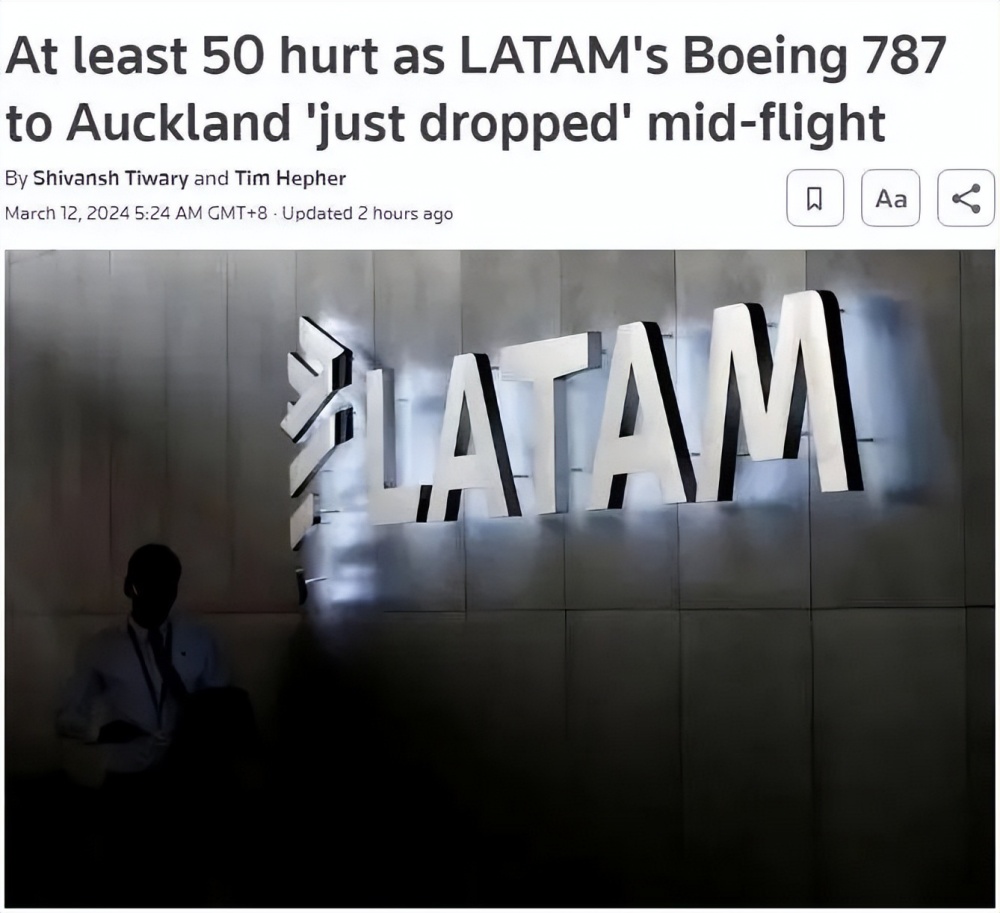 At least 50 hurt as LATAM's Boeing 787
to Auckland 'just dropped' mid-flight
By Shivansh Tiwary and Tim Hepher
March 12, 2024 5:24 AM GMT+8 · Updated 2 hours ago
Aa
LATAM